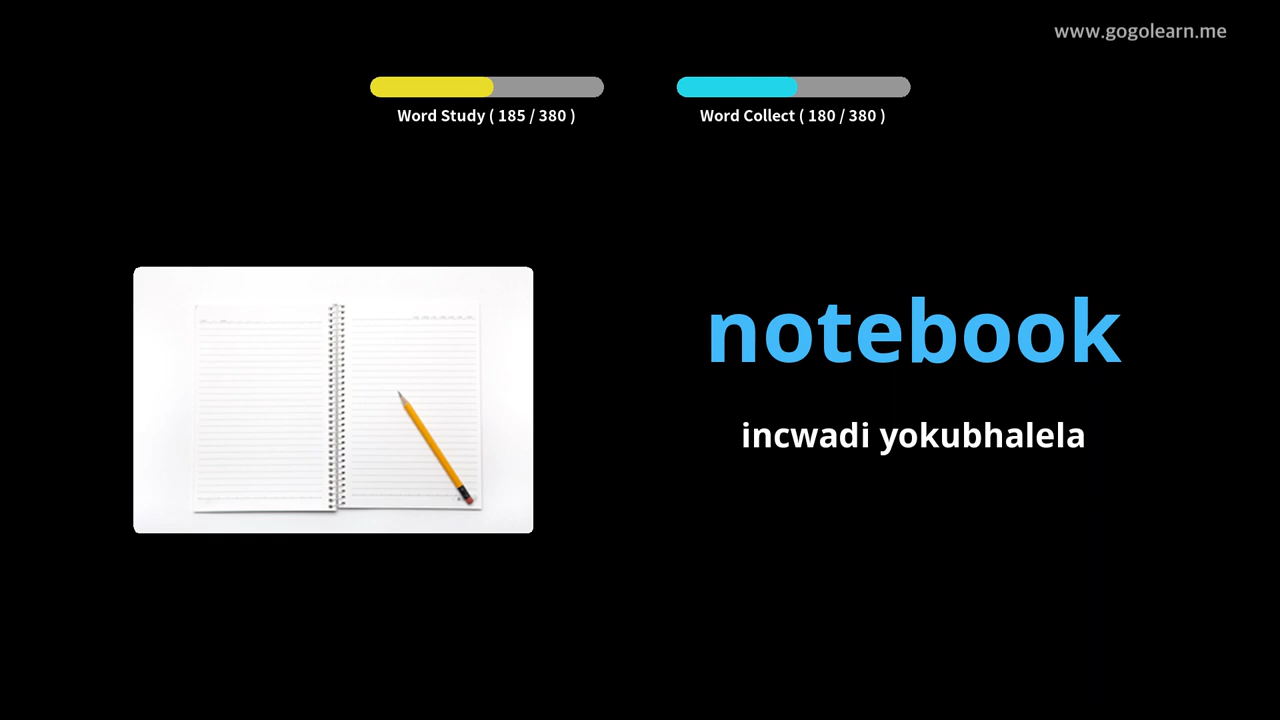 www.gogolearn.me
Word Study ( 185 / 380 )
Word Collect ( 180 / 380 )
notebook
incwadi yokubhalela